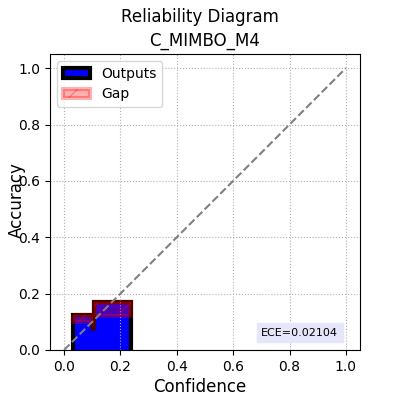 Reliability Diagram
C_MIMBO_M4
Outputs
Gap
1.0
0.8
0.6
0.4
0.2
0.0
Accuracy
ECE=0.02104
0.0 0.2 0.4 0.6 0.8 1.0
Confidence